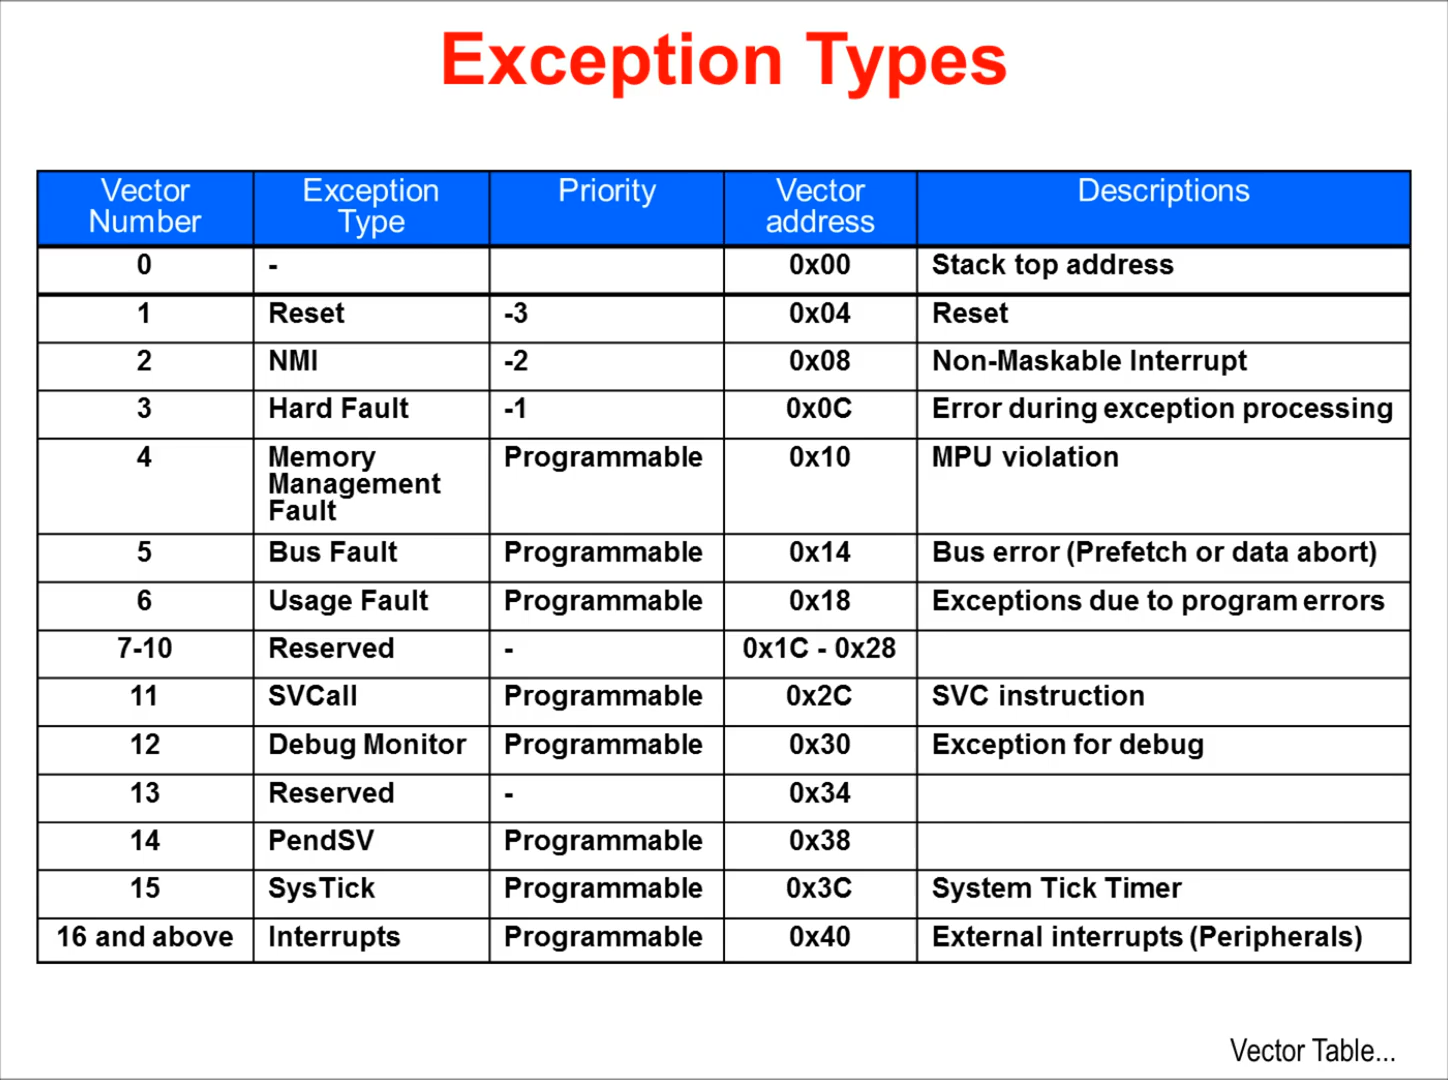 Exception Types
Vector Number Exception Type Priority Vector address Descriptions
0 - 0x00 Stack top address
1 Reset -3 0x04 Reset
2 NMI -2 0x08 Non-Maskable Interrupt
3 Hard Fault -1 0x0C Error during exception processing
4 Memory Management Fault Programmable 0x10 MPU violation
5 Bus Fault Programmable 0x14 Bus error (Prefetch or data abort)
6 Usage Fault Programmable 0x18 Exceptions due to program errors
7-10 Reserved - 0x1C - 0x28
11 SVCall Programmable 0x2C SVC instruction
12 Debug Monitor Programmable 0x30 Exception for debug
13 Reserved - 0x34
14 PendSV Programmable 0x38
15 SysTick Programmable 0x3C System Tick Timer
16 and above Interrupts Programmable 0x40 External interrupts (Peripherals)
Vector Table...